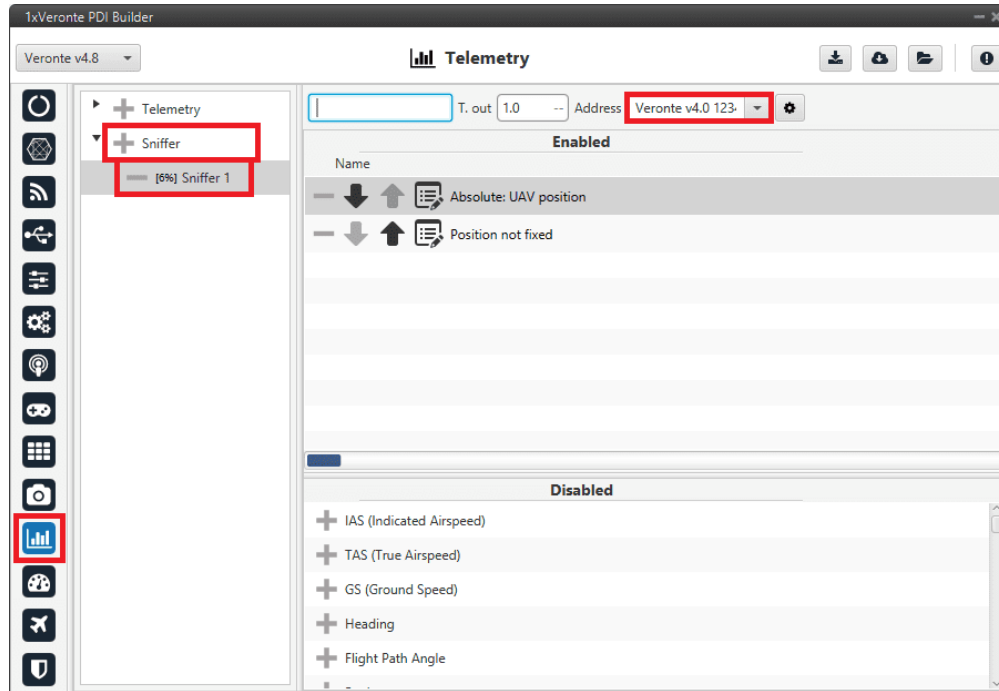 1xVeronte PDI Builder
Veronte v4.8
Telemetry
Telemetry
Sniffer
[6%] Sniffer 1
T. out 1.0 -- Address Veronte v4.0 123
Enabled
Name
Absolute: UAV position
Position not fixed
Disabled
IAS (Indicated Airspeed)
TAS (True Airspeed)
GS (Ground Speed)
Heading
Flight Path Angle